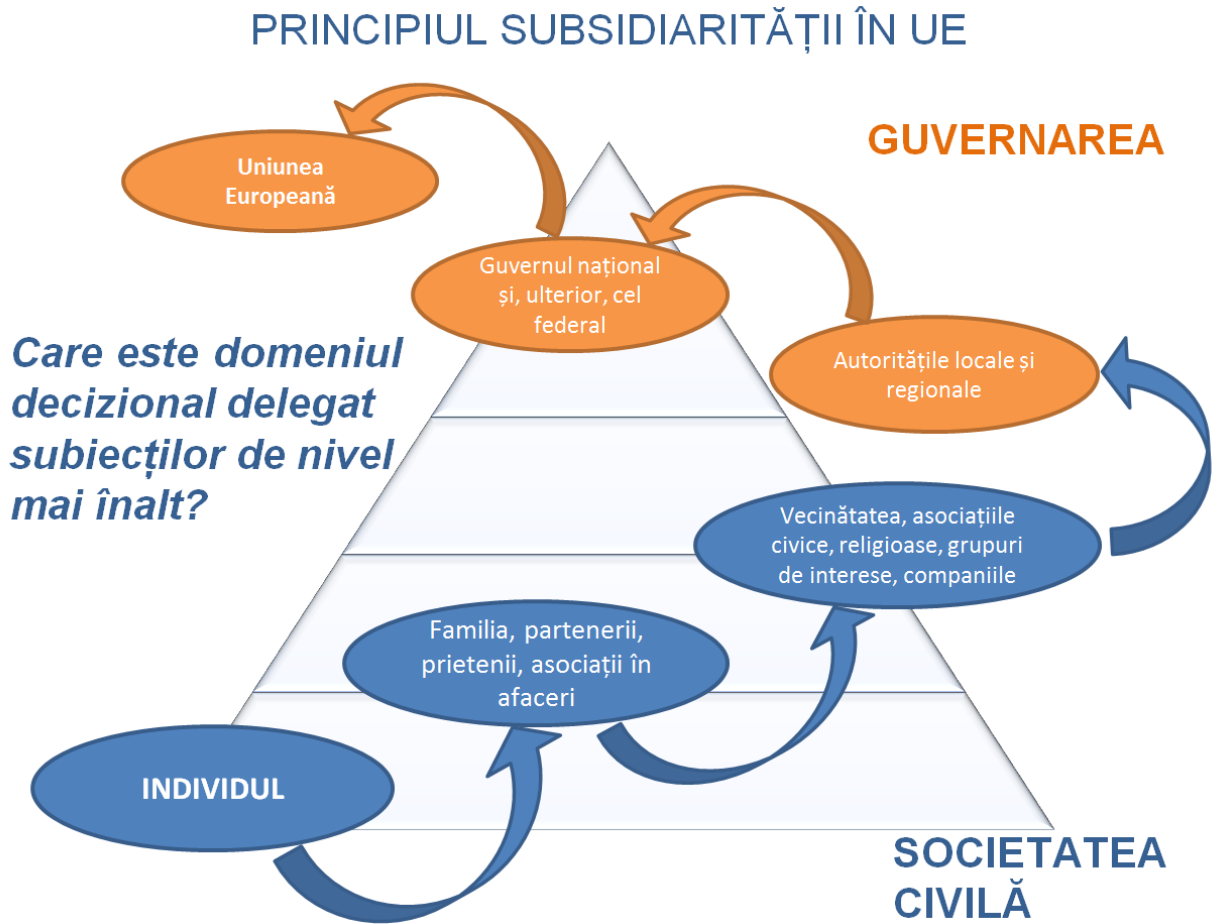 PRINCIPIUL SUBSIDIARITĂȚII ÎN UE
GUVERNAREA
Uniunea
Europeană
Guvernul național
și, ulterior, cel
federal
Autoritățile locale și
regionale
Care este domeniul
decizional delegat
subiecților de nivel
mai înalt?
Vecinătatea, asociațiile
civice, religioase, grupuri
de interese, companiile
Familia, partenerii,
prietenii, asociații în
afaceri
INDIVIDUL
SOCIETATEA
CIVILĂ